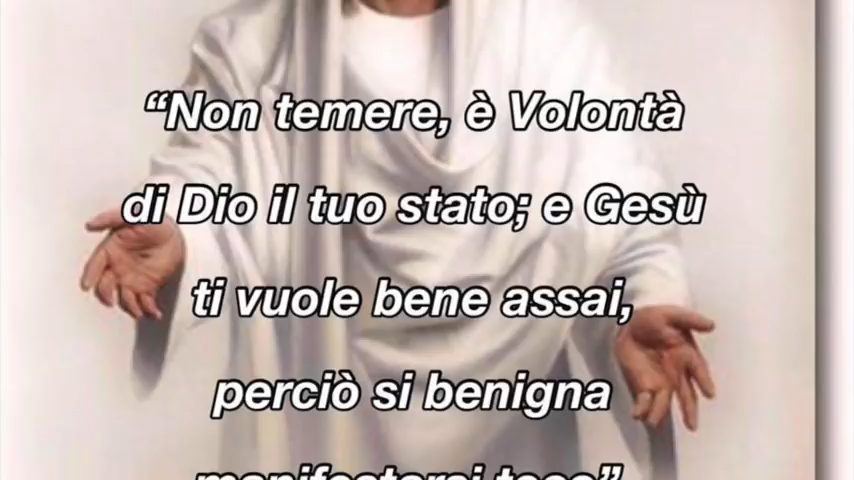 “Non temere, è Volontà
di Dio il tuo stato; e Gesù
ti vuole bene assai,
perciò si benigna